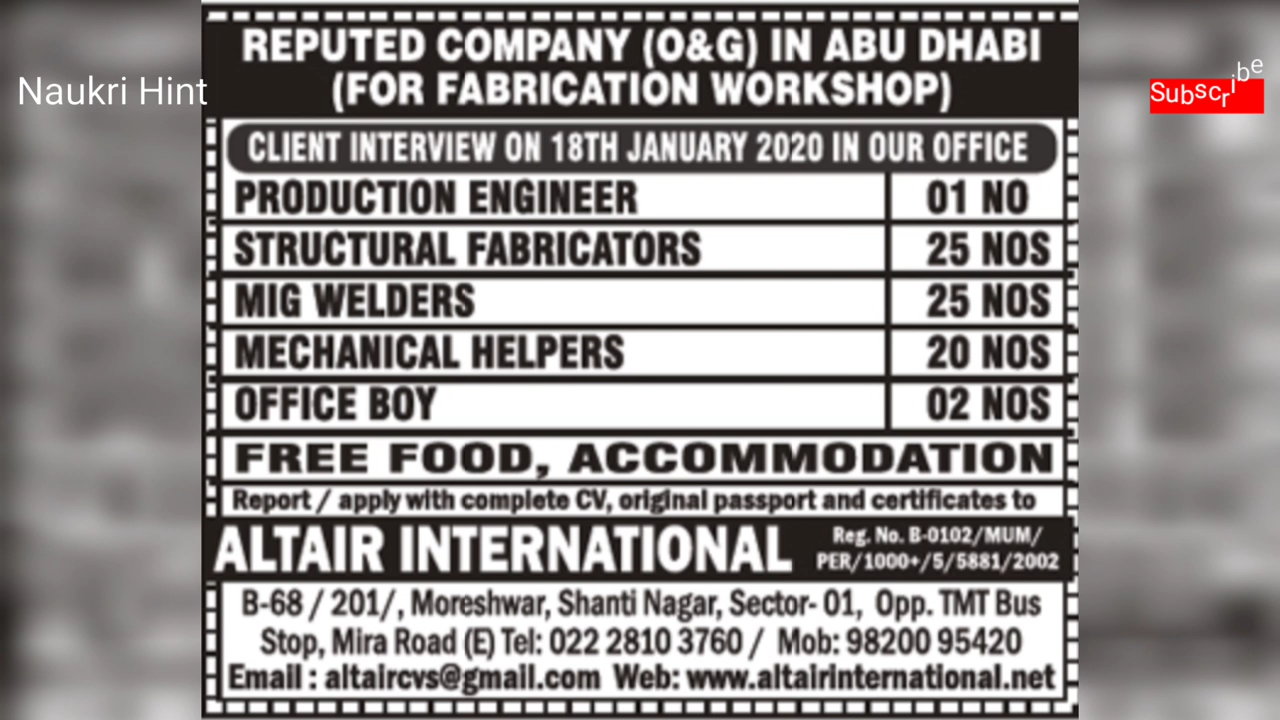 REPUTED COMPANY (O&G) IN ABU DHABI
(FOR FABRICATION WORKSHOP)
Naukri Hint
Subscribe
CLIENT INTERVIEW ON 18TH JANUARY 2020 IN OUR OFFICE
PRODUCTION ENGINEER 01 NO
STRUCTURAL FABRICATORS 25 NOS
MIG WELDERS 25 NOS
MECHANICAL HELPERS 20 NOS
OFFICE BOY 02 NOS
FREE FOOD, ACCOMMODATION
Report / apply with complete CV, original passport and certificates to
ALTAIR INTERNATIONAL Reg. No. B-0102/MUM/
PER/1000+/5/5881/2002
B-68 / 201/, Moreshwar, Shanti Nagar, Sector- 01, Opp. TMT Bus
Stop, Mira Road (E) Tel: 022 2810 3760 / Mob: 98200 95420
Email : altaircvs@gmail.com Web: www.altairinternational.net